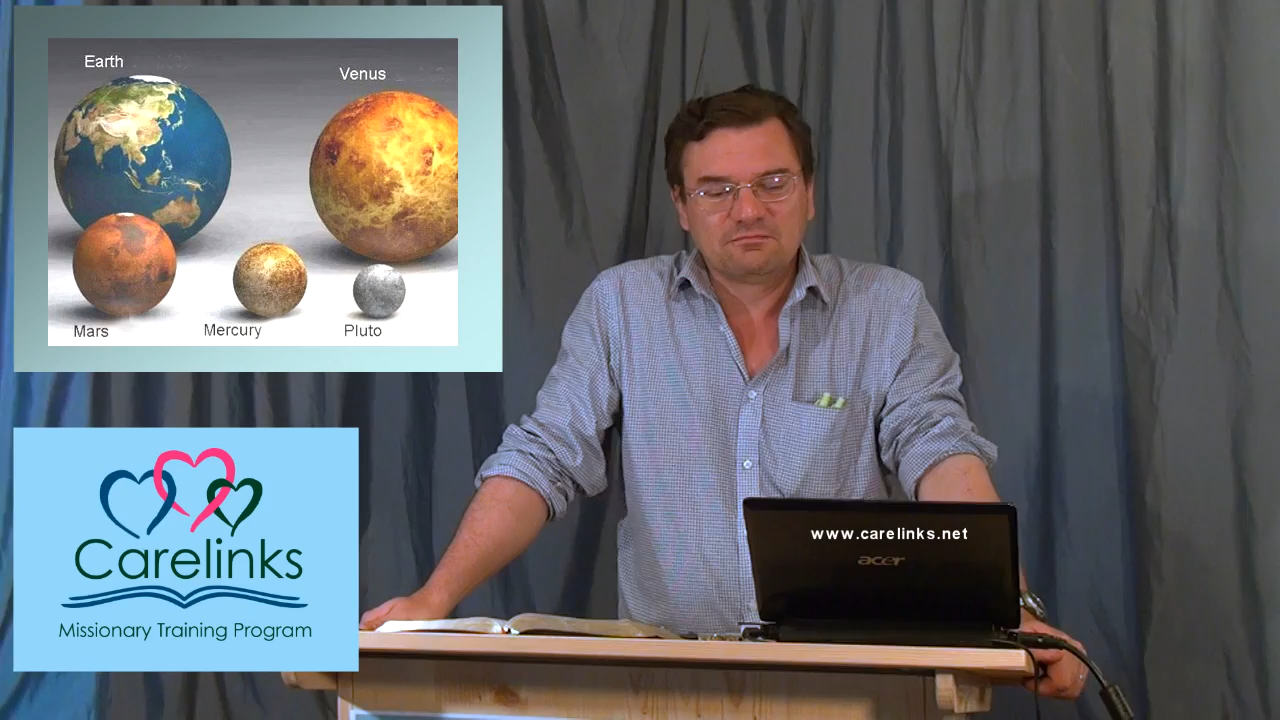 Earth
Venus
Mars
Mercury
Pluto
Carelinks
Missionary Training Program
www.carelinks.net
acer